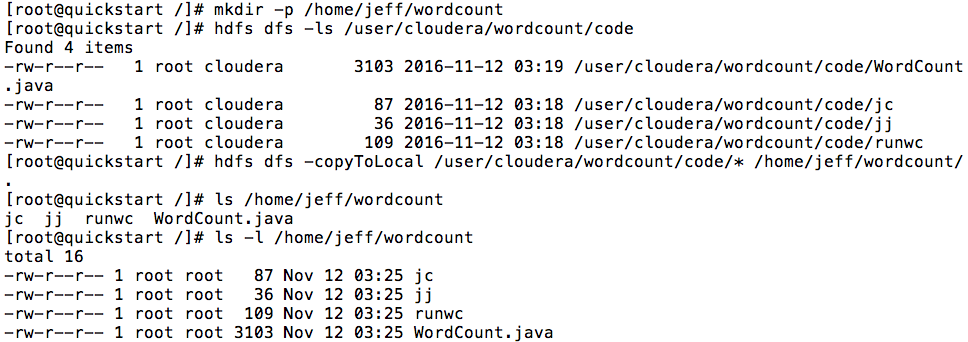 [root@quickstart /]# mkdir -p /home/jeff/wordcount
[root@quickstart /]# hdfs dfs -ls /user/cloudera/wordcount/code
Found 4 items
-rw-r--r--   1 root cloudera       3103 2016-11-12 03:19 /user/cloudera/wordcount/code/WordCount
.java
-rw-r--r--   1 root cloudera         87 2016-11-12 03:18 /user/cloudera/wordcount/code/jc
-rw-r--r--   1 root cloudera         36 2016-11-12 03:18 /user/cloudera/wordcount/code/jj
-rw-r--r--   1 root cloudera        109 2016-11-12 03:18 /user/cloudera/wordcount/code/runwc
[root@quickstart /]# hdfs dfs -copyToLocal /user/cloudera/wordcount/code/* /home/jeff/wordcount/
.
[root@quickstart /]# ls /home/jeff/wordcount
jc  jj  runwc  WordCount.java
[root@quickstart /]# ls -l /home/jeff/wordcount
total 16
-rw-r--r-- 1 root root   87 Nov 12 03:25 jc
-rw-r--r-- 1 root root   36 Nov 12 03:25 jj
-rw-r--r-- 1 root root  109 Nov 12 03:25 runwc
-rw-r--r-- 1 root root 3103 Nov 12 03:25 WordCount.java